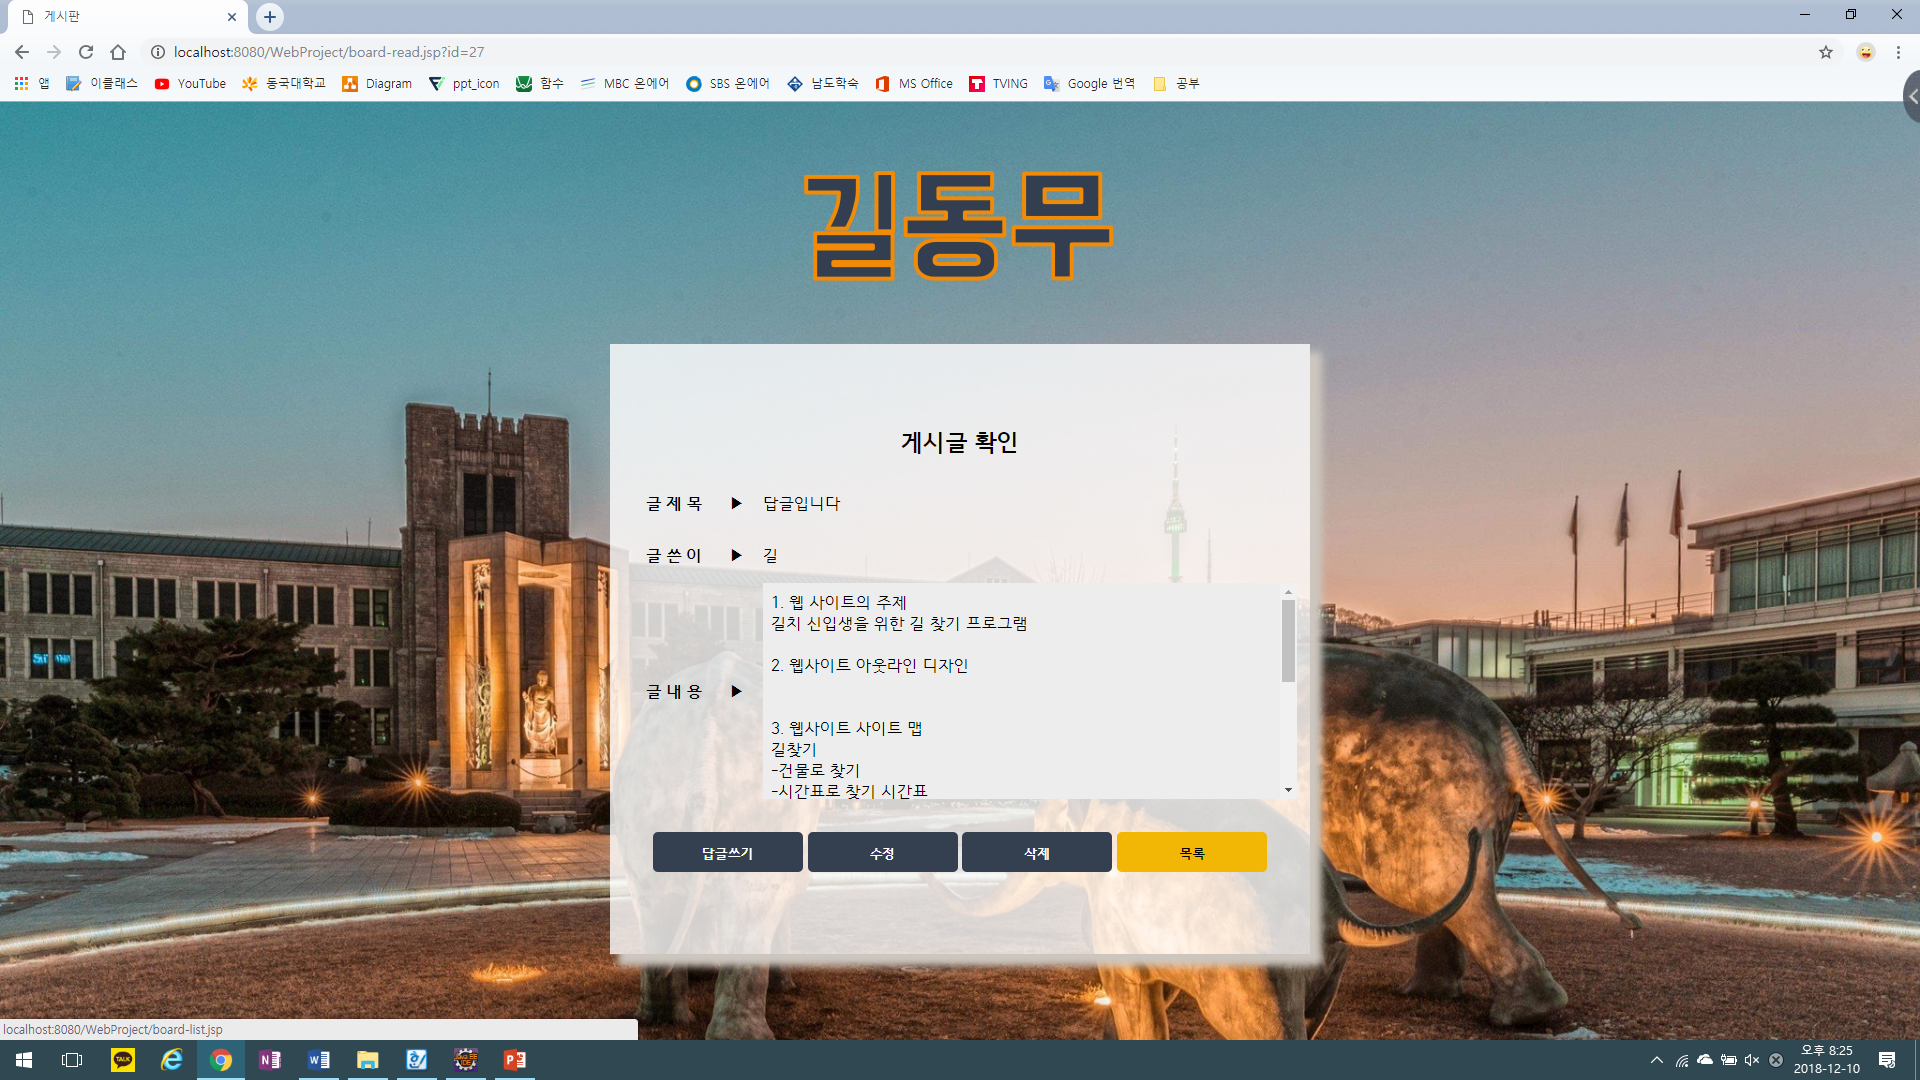 게시판
localhost:8080/WebProject/board-read.jsp?id=27
앱 이클래스 YouTube 동국대학교 Diagram ppt_icon 함수 MBC 온에어 SBS 온에어 남도학숙 MS Office TVING Google 번역 공부
길동무
게시글 확인
글 제 목 ▶ 답글입니다
글 쓴 이 ▶ 길
글 내 용 ▶
1. 웹 사이트의 주제
길치 신입생을 위한 길 찾기 프로그램
2. 웹사이트 아웃라인 디자인
3. 웹사이트 사이트 맵
길찾기
-건물로 찾기
-시간표로 찾기 시간표
답글쓰기 수정 삭제 목록
localhost:8080/WebProject/board-list.jsp
TALK
오후 8:25
2018-12-10